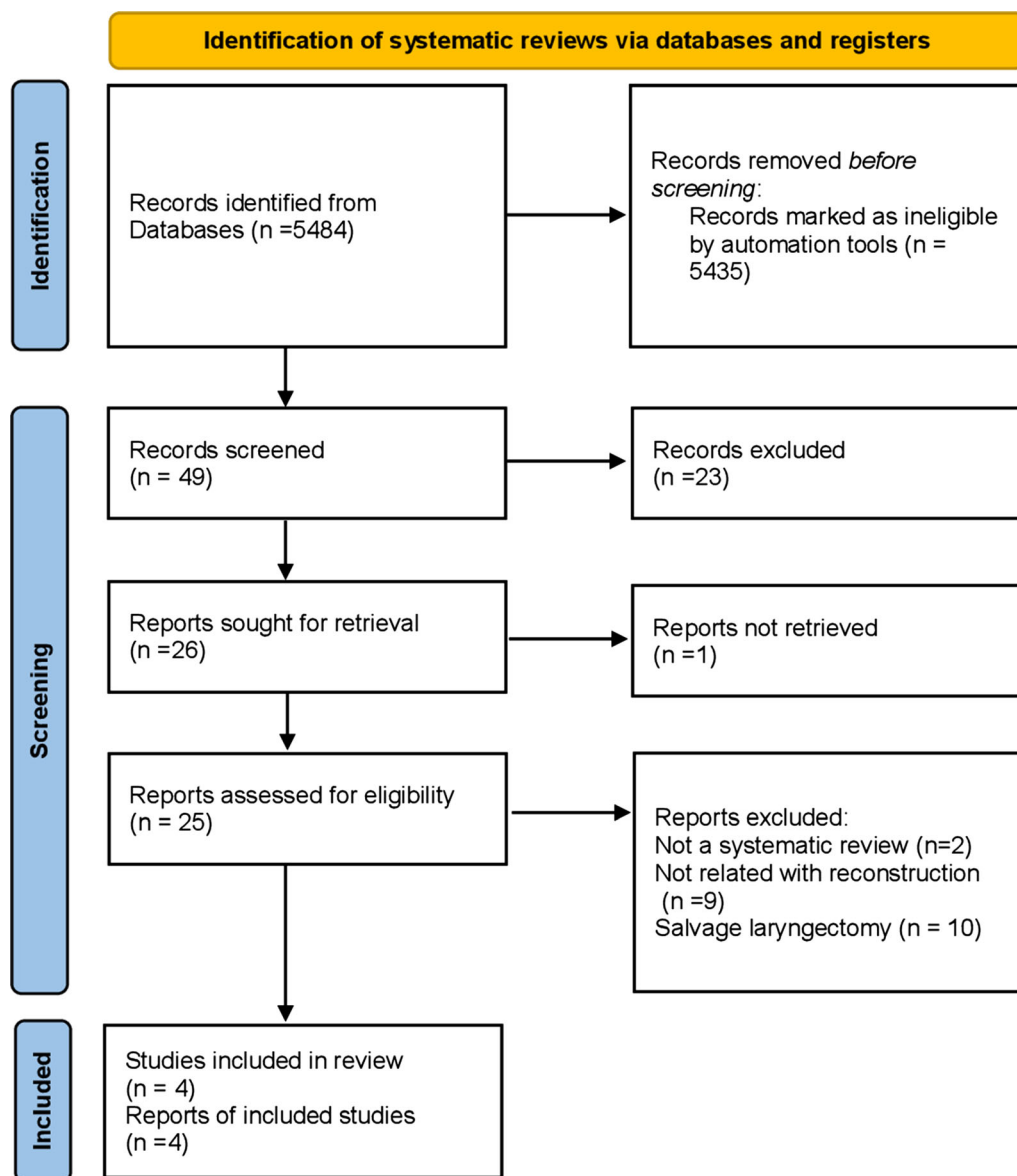 Identification of systematic reviews via databases and registers
Identification
Records identified from
Databases (n =5484)
Records removed before
screening:
Records marked as ineligible
by automation tools (n =
5435)
Screening
Records screened
(n = 49)
Records excluded
(n =23)
Reports sought for retrieval
(n =26)
Reports not retrieved
(n =1)
Reports assessed for eligibility
(n = 25)
Reports excluded:
Not a systematic review (n=2)
Not related with reconstruction
(n =9)
Salvage laryngectomy (n = 10)
Included
Studies included in review
(n = 4)
Reports of included studies
(n =4)